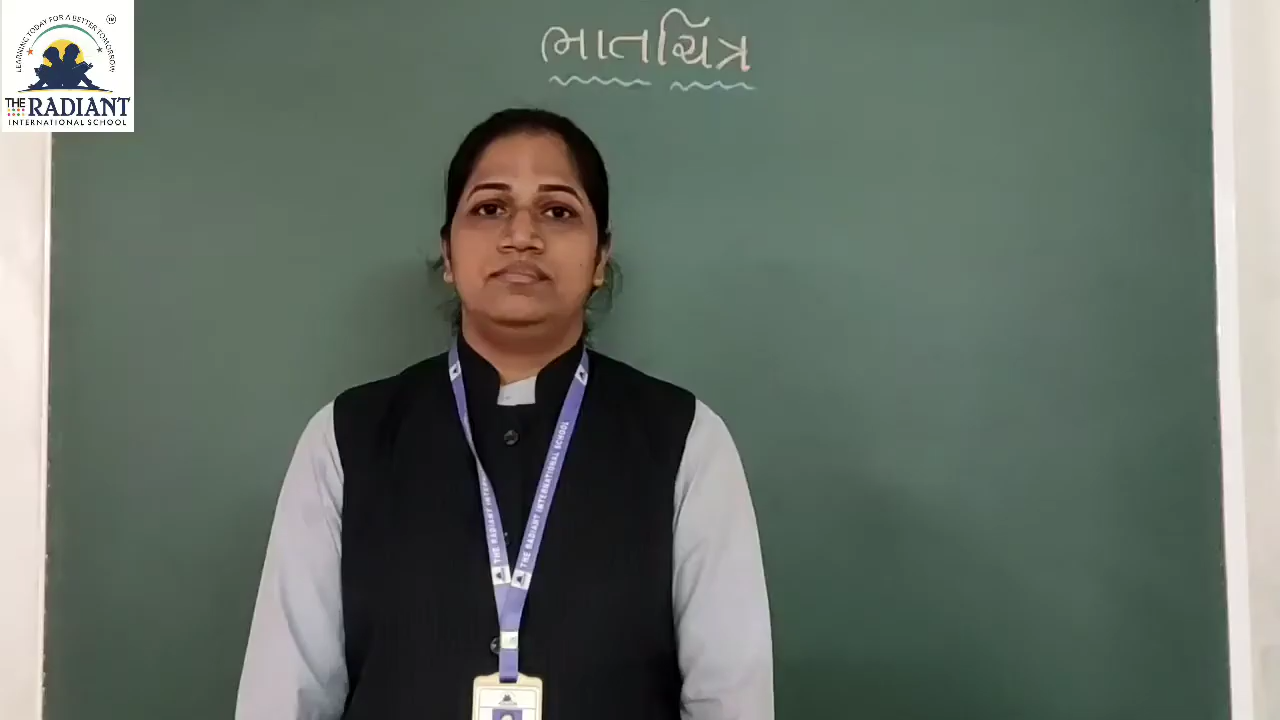 LEARNING TODAY FOR A BETTER TOMORROW
THE RADIANT
INTERNATIONAL SCHOOL
ભાતચિત્ર
THE RADIANT INTERNATIONAL SCHOOL